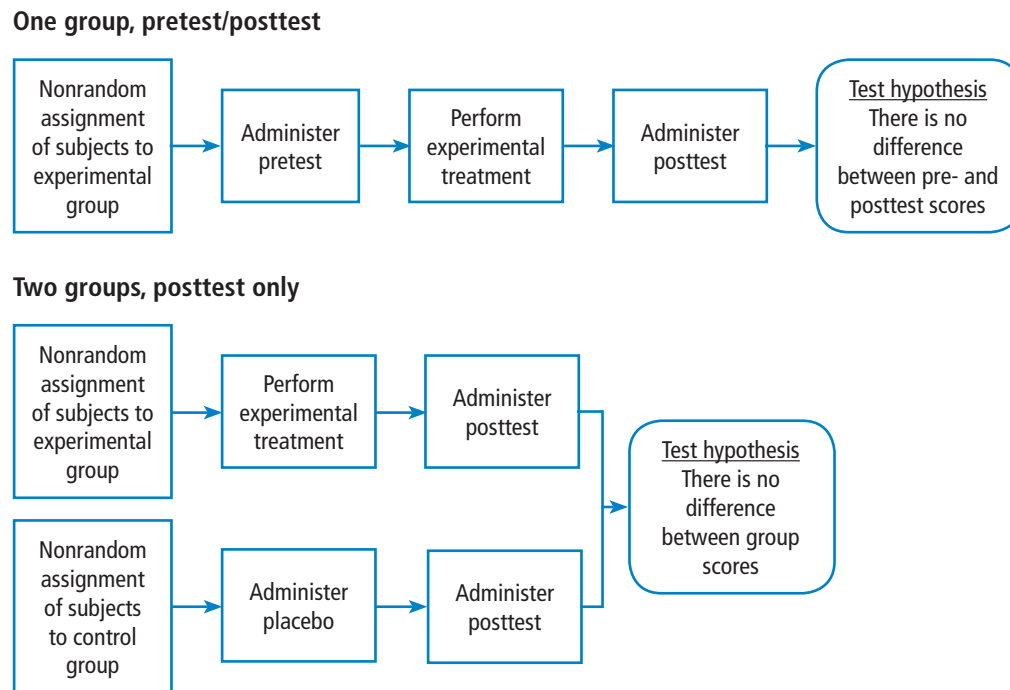 One group, pretest/posttest
Nonrandom
assignment
of subjects to
experimental
group
Administer
pretest
Perform
experimental
treatment
Administer
posttest
Test hypothesis
There is no
difference
between pre- and
posttest scores
Two groups, posttest only
Nonrandom
assignment
of subjects to
experimental
group
Perform
experimental
treatment
Administer
posttest
Nonrandom
assignment
of subjects
to control
group
Administer
placebo
Administer
posttest
Test hypothesis
There is no
difference
between group
scores